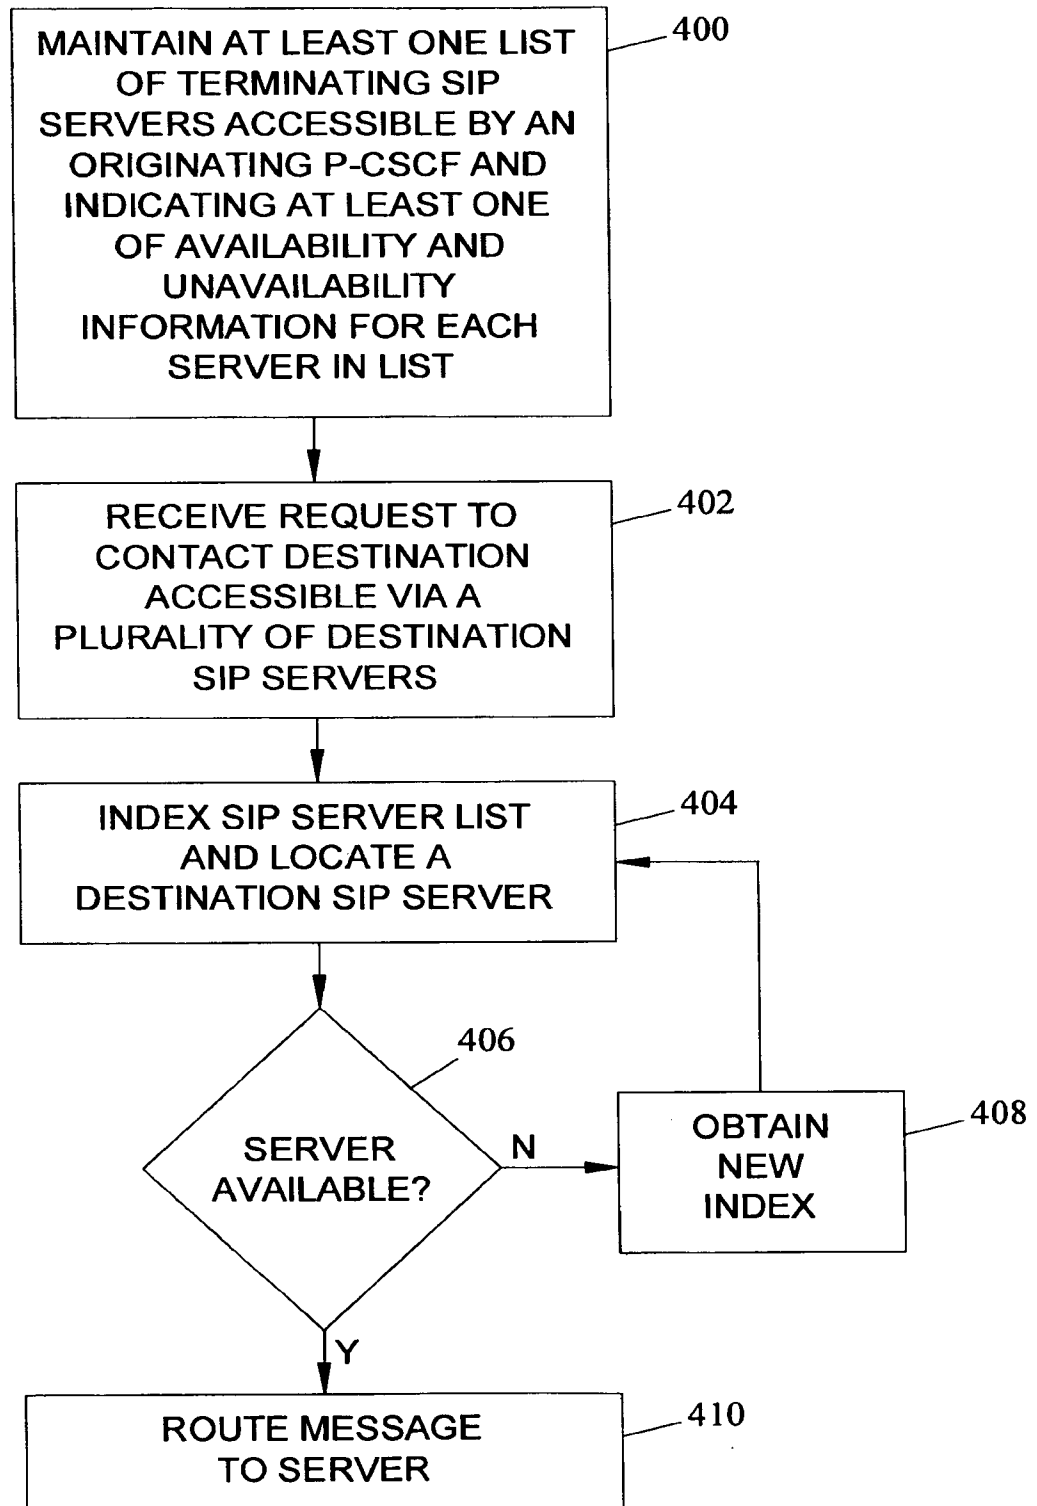 MAINTAIN AT LEAST ONE LIST
OF TERMINATING SIP
SERVERS ACCESSIBLE BY AN
ORIGINATING P-CSCF AND
INDICATING AT LEAST ONE
OF AVAILABILITY AND
UNAVAILABILITY
INFORMATION FOR EACH
SERVER IN LIST
400
RECEIVE REQUEST TO
CONTACT DESTINATION
ACCESSIBLE VIA A
PLURALITY OF DESTINATION
SIP SERVERS
402
INDEX SIP SERVER LIST
AND LOCATE A
DESTINATION SIP SERVER
404
406
SERVER
AVAILABLE?
N
OBTAIN
NEW
INDEX
408
Y
ROUTE MESSAGE
TO SERVER
410